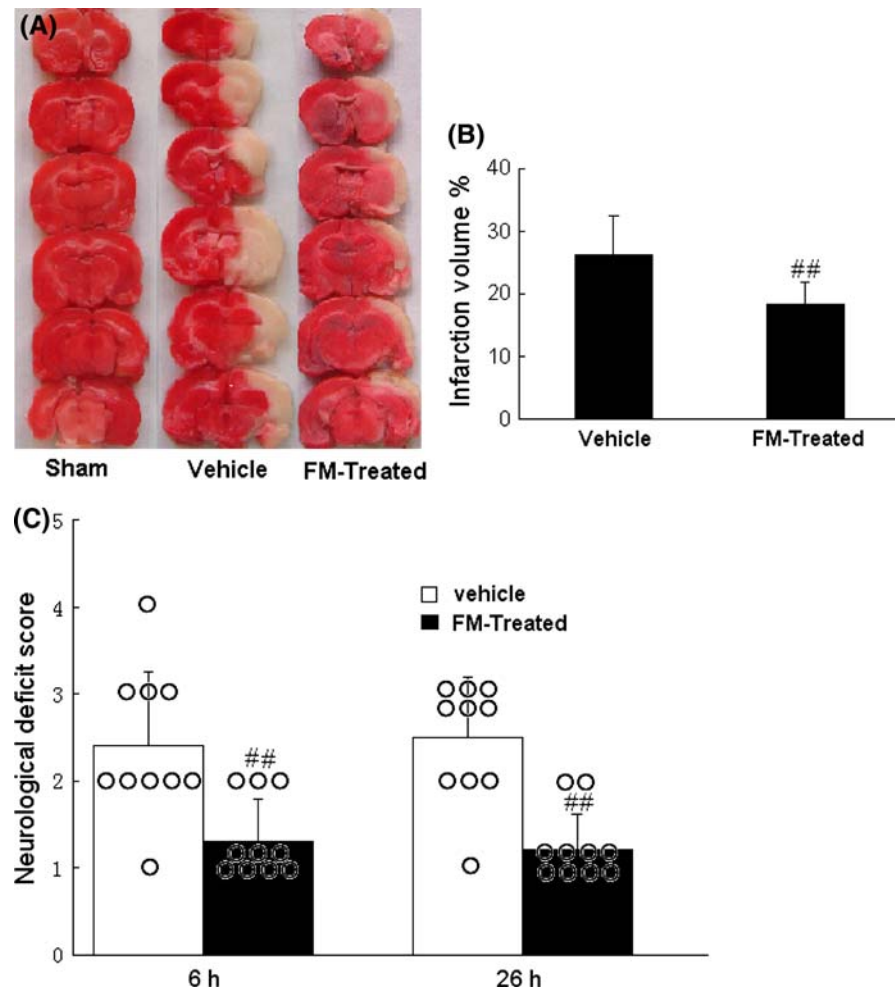 (A)
Sham Vehicle FM-Treated
(B)
Infarction volume %
40
30
20
10
0
##
Vehicle FM-Treated
(C)
Neurological deficit score
5
4
3
2
1
0
vehicle
FM-Treated
##
##
6 h 26 h